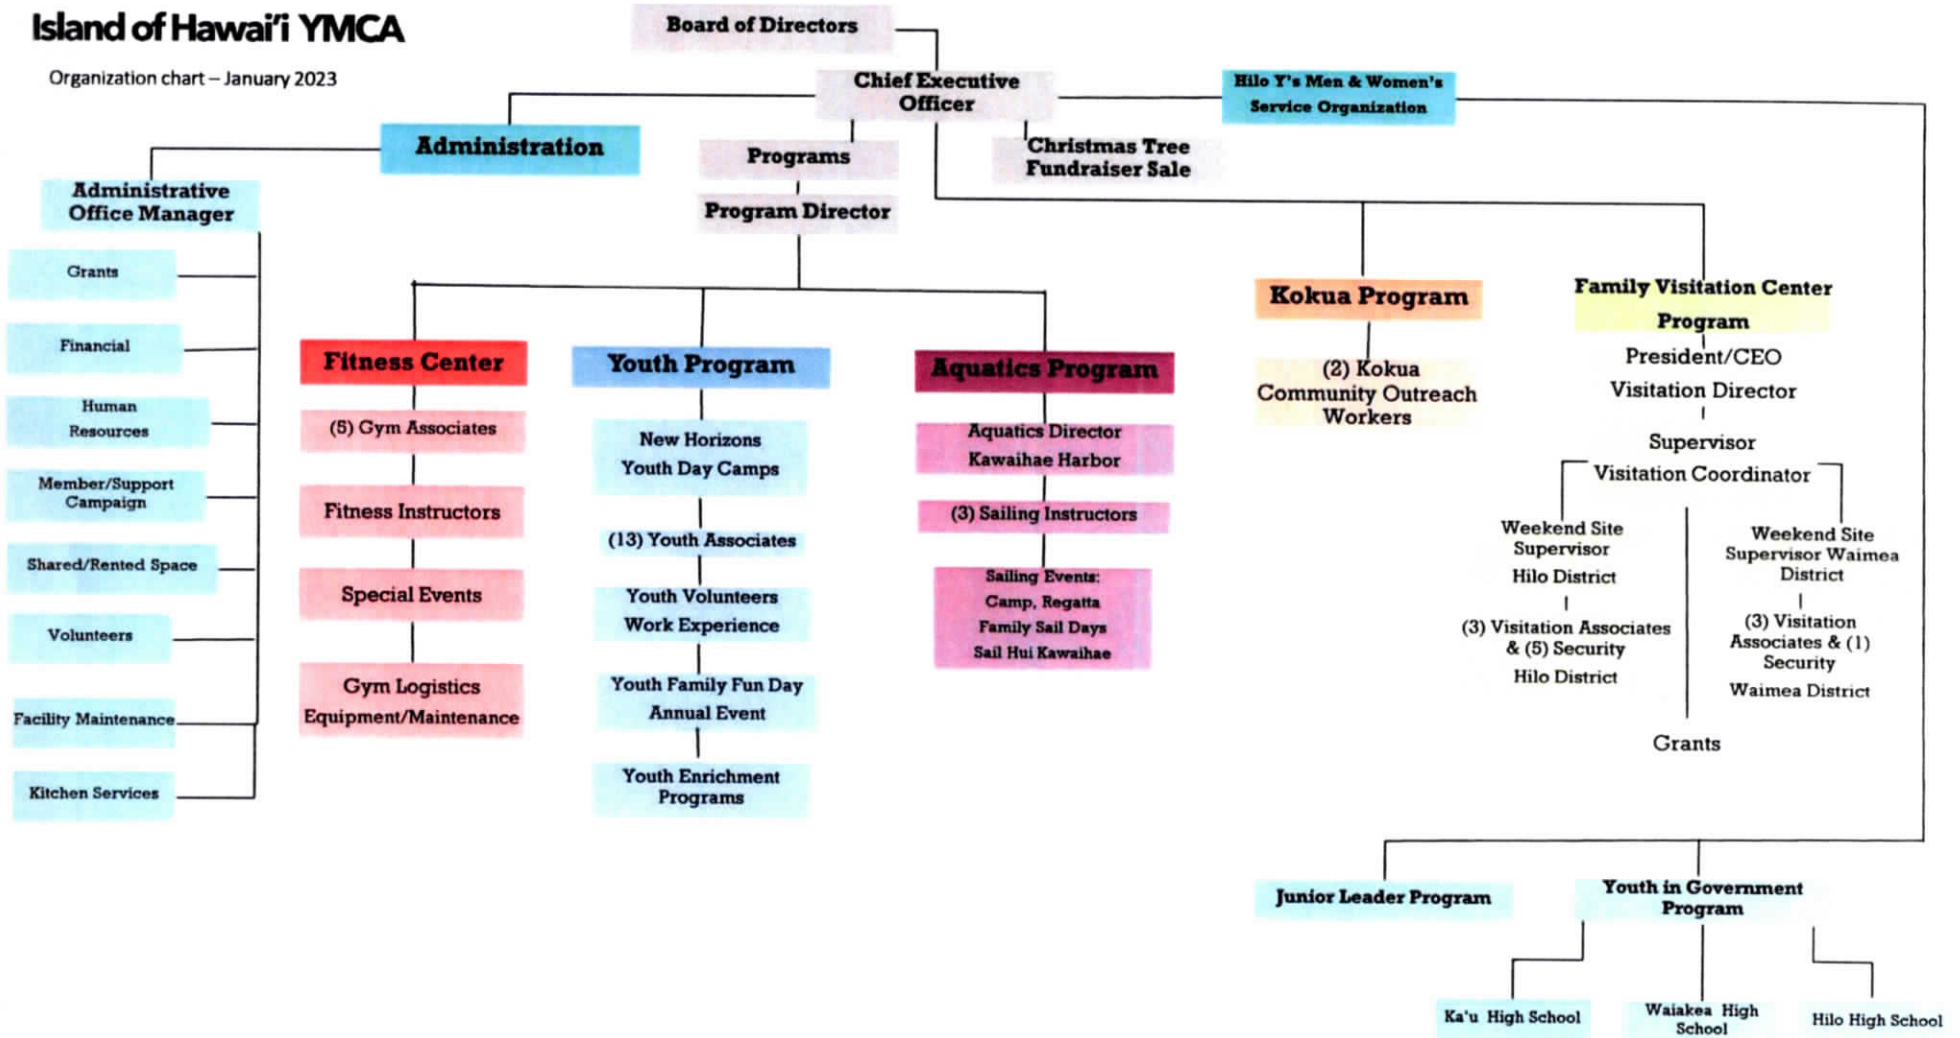 Island of Hawai'i YMCA
Organization chart – January 2023
Board of Directors
Chief Executive
Officer
Hilo Y's Men & Women's
Service Organization
Administration
Programs
Christmas Tree
Fundraiser Sale
Program Director
Administrative
Office Manager
Grants
Financial
Human
Resources
Member/Support
Campaign
Shared/Rented Space
Volunteers
Facility Maintenance
Kitchen Services
Fitness Center
(5) Gym Associates
Fitness Instructors
Special Events
Gym Logistics
Equipment/Maintenance
Youth Program
New Horizons
Youth Day Camps
(13) Youth Associates
Youth Volunteers
Work Experience
Youth Family Fun Day
Annual Event
Youth Enrichment
Programs
Aquatics Program
Aquatics Director
Kawaihae Harbor
(3) Sailing Instructors
Sailing Events:
Camp, Regatta
Family Sail Days
Sail Hui Kawaihae
Kokua Program
(2) Kokua
Community Outreach
Workers
Family Visitation Center
Program
President/CEO
Visitation Director
Supervisor
Visitation Coordinator
Weekend Site
Supervisor
Hilo District
(3) Visitation Associates
& (5) Security
Hilo District
Weekend Site
Supervisor Waimea
District
(3) Visitation
Associates & (1)
Security
Waimea District
Grants
Junior Leader Program
Youth in Government
Program
Ka'u High School
Waiakea High
School
Hilo High School